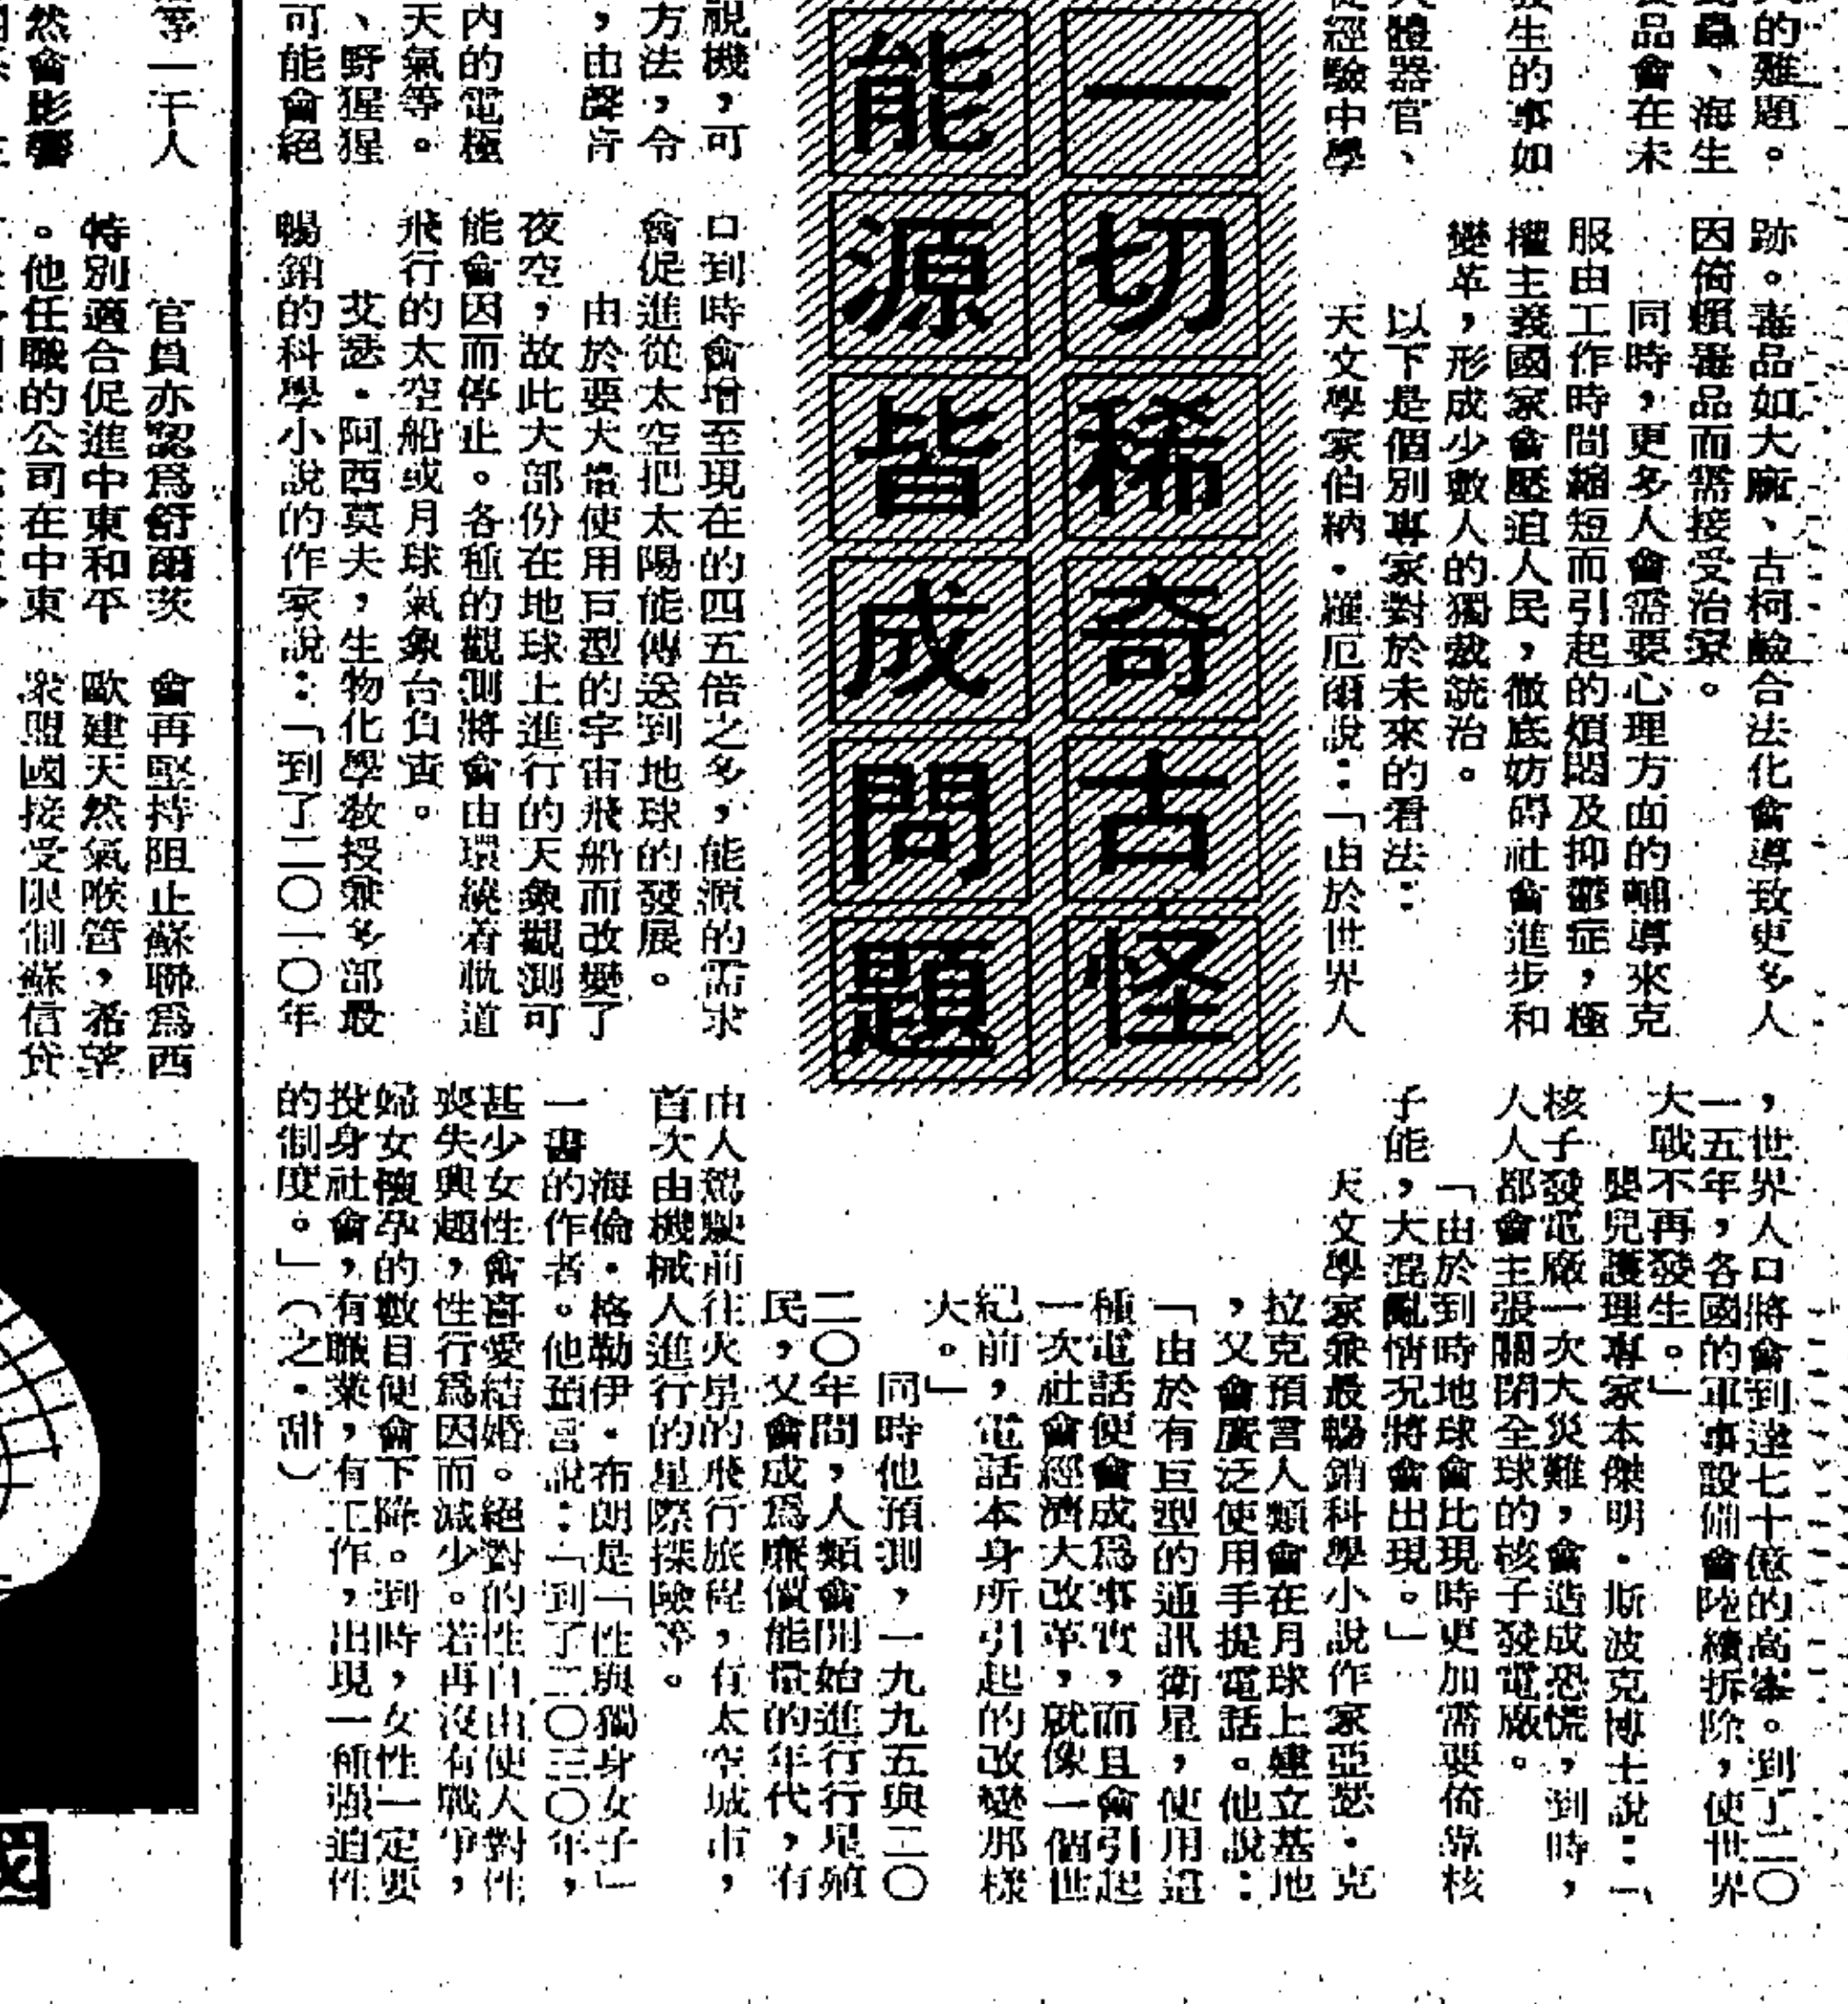 一切稀奇古怪
能源皆成問題
的難題。
蟲、海生
品會在未
發生的事如
體器官、
從經驗中學
視機,可
方法,令
,由聲音
內的電極
天氣等。
、野猩猩
可能會絕
跡。毒品如大麻、古柯鹼合法化會導致更多人
因倚賴毒品而需接受治療。
同時,更多人會需要心理方面的輔導來克
服由工作時間縮短而引起的煩悶及抑鬱症,極
權主義國家會壓迫人民,徹底妨碍社會進步和
變革,形成少數人的獨裁統治。
以下是個別專家對於未來的看法:
天文學家伯納·羅厄爾說:「由於世界人
口到時會增至現在的四五倍之多,能源的需求
會促進從太空把太陽能傳送到地球的發展。
由於要大量使用巨型的宇宙飛船而改變了
夜空,故此大部份在地球上進行的天象觀測可
能會因而停止。各種的觀測將會由環繞着軌道
飛行的太空船或月球氣象台負責。
艾瑟·阿西莫夫,生物化學教授兼多部最
暢銷的科學小說的作家說:「到了二〇一〇年
,世界人口將會到達七十億的高峯。到了二〇
一五年,各國的軍事設備會陸續拆除,使世界
大戰不再發生。」
嬰兒護理專家本傑明·斯波克博士說:「
核子發電廠一次大災難,會造成恐慌,到時,
人人都會主張關閉全球的核子發電廠。
「由於到時地球會比現時更加需要倚靠核
子能,大混亂情況將會出現。」
天文學家兼最暢銷科學小說作家亞瑟·克
拉克預言人類會在月球上建立基地
,又會廣泛使用手提電話。他說:
「由於有巨型的通訊衛星,使用這
種電話便會成爲事實,而且會引起
一次社會經濟大改革,就像一個世
紀前,電話本身所引起的改變那樣
大。」
同時他預測,一九九五與二〇
二〇年間,人類會開始進行行星殖
民,又會成爲廉價能量的年代,有
由人駕駛前往火星的飛行旅程,有太空城市,
首次由機械人進行的星際探險等。
海倫·格勒伊·布朗是「性與獨身女子」
一書的作者。他預言說:「到了二〇三〇年,
甚少女性會喜愛結婚。絕對的性自由使人對性
喪失興趣,性行爲因而減少。若再沒有戰爭,
婦女懷孕的數目便會下降。到時,女性一定要
投身社會,有職業,有工作,出現一種強迫性
的制度。」(之·甜)
等一千人
然會影響
官員亦認爲舒爾茨
特別適合促進中東和平
。他任職的公司在中東
會再堅持阻止蘇聯爲西
歐建天然氣喉管,希望
衆盟國接受限制蘇信貸
國